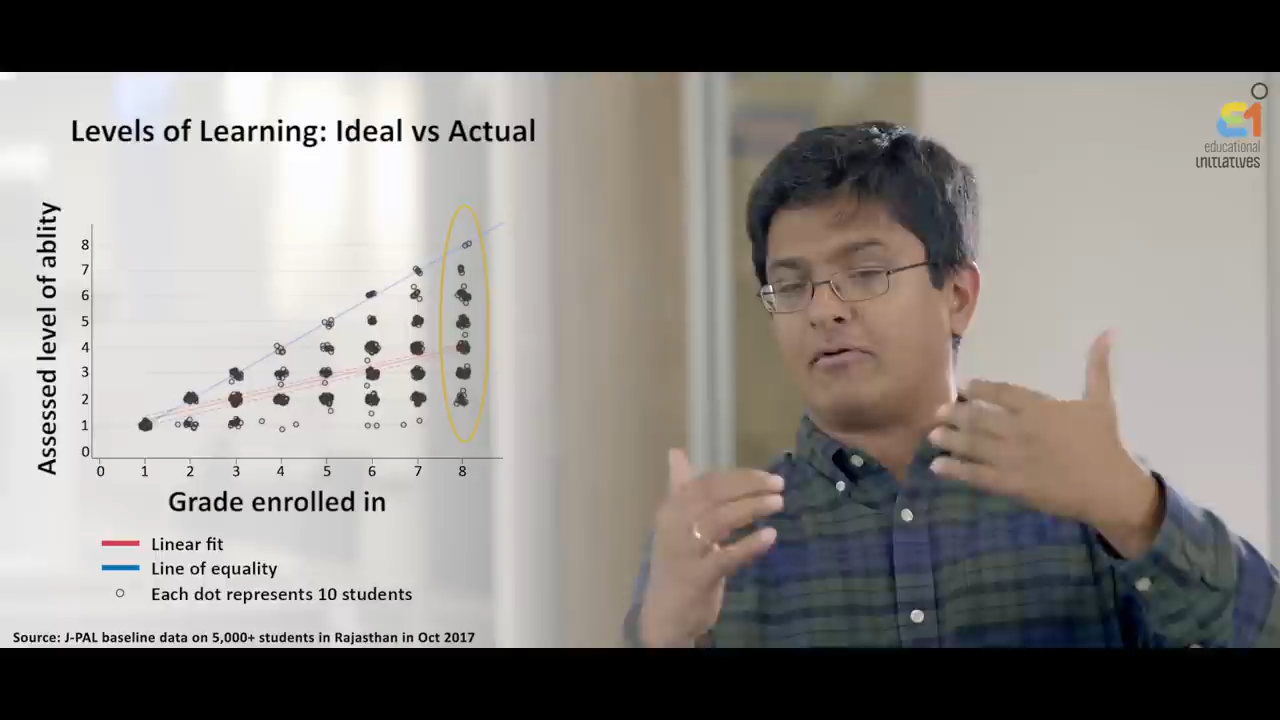 Levels of Learning: Ideal vs Actual
educational
INITIATIVES
Assessed level of ablity
8
7
6
5
4
3
2
1
0
0 1 2 3 4 5 6 7 8
Grade enrolled in
Linear fit
Line of equality
Each dot represents 10 students
Source: J-PAL baseline data on 5,000+ students in Rajasthan in Oct 2017